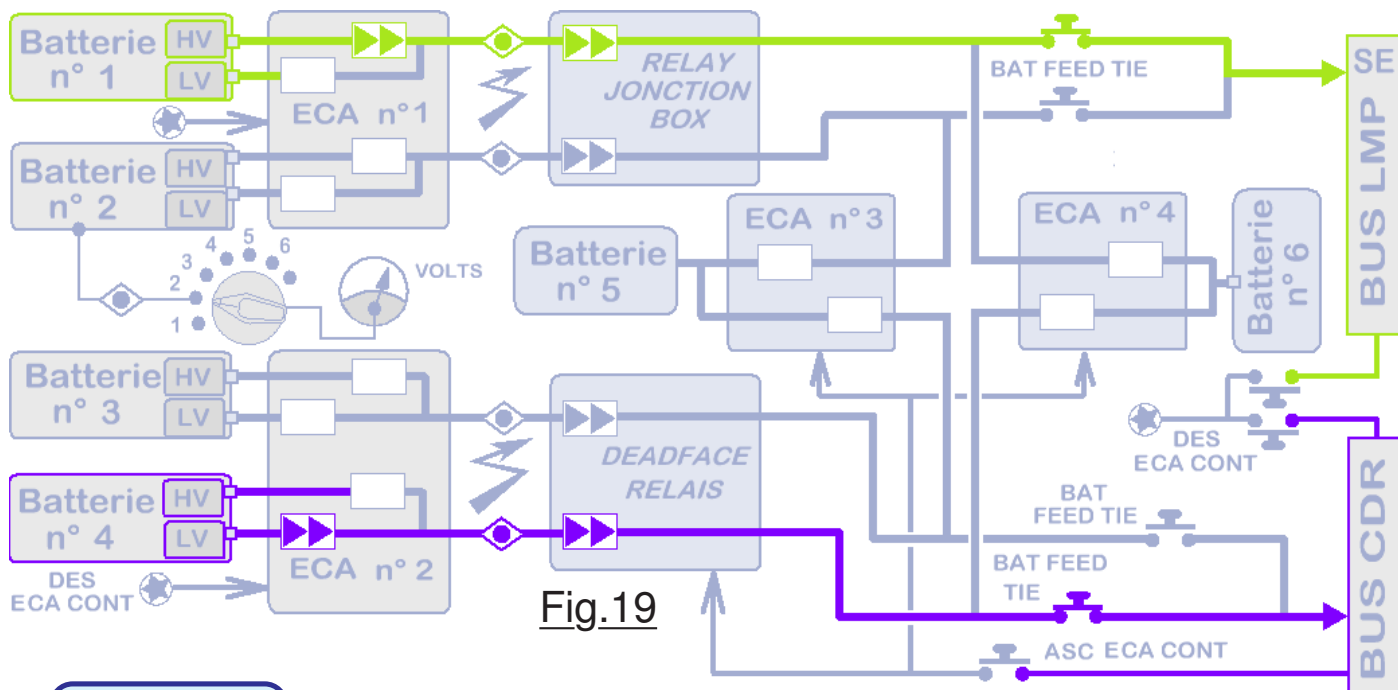 Batterie
n° 1
HV
LV
ECA n°1
RELAY
JONCTION
BOX
BAT FEED TIE
SE
BUS LMP
Batterie
n° 2
HV
LV
1
2
3
4
5
6
VOLTS
Batterie
n° 5
ECA n°3
ECA n°4
Batterie
n° 6
Batterie
n° 3
HV
LV
DEADFACE
RELAIS
DES
ECA CONT
BAT
FEED TIE
Batterie
n° 4
HV
LV
ECA n°2
DES
ECA CONT
Fig.19
BAT FEED
TIE
ASC ECA CONT
BUS CDR